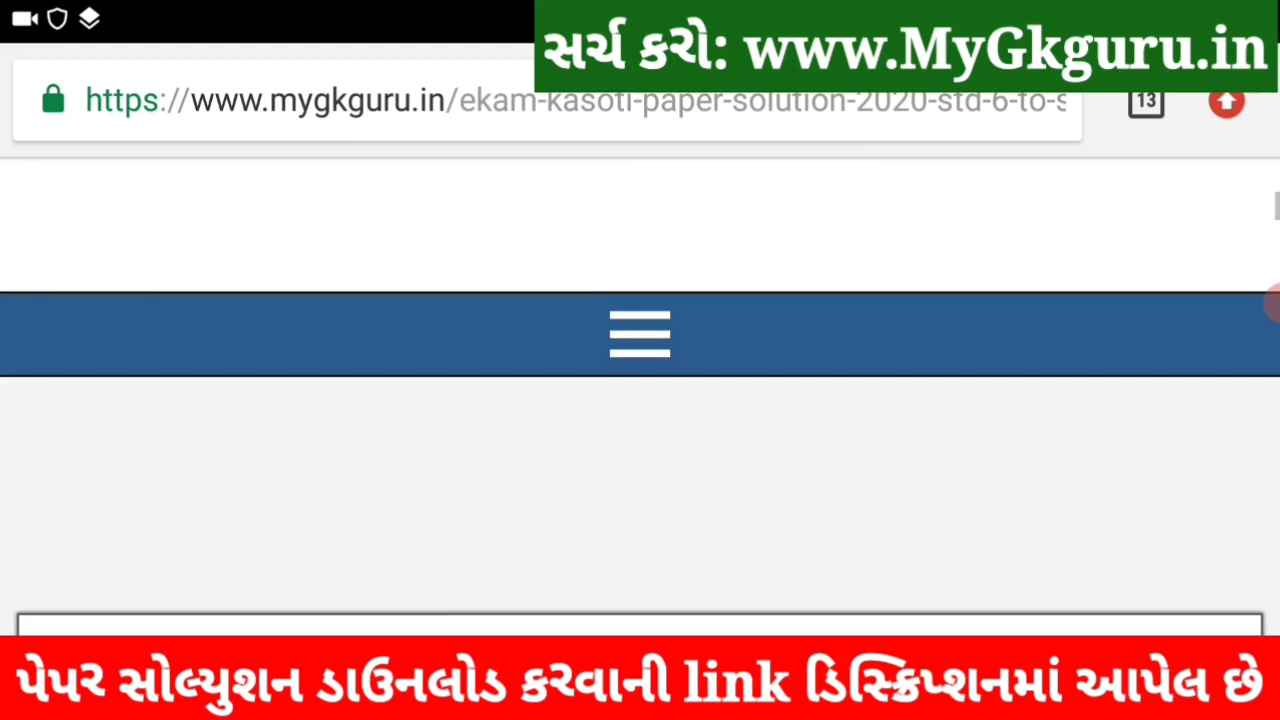 સર્ચ કરો: www.MyGkguru.in
https://www.mygkguru.in/ekam-kasoti-paper-solution-2020-std-6-to-s
13
પેપર સોલ્યુશન ડાઉનલોડ કરવાની link ડિસ્ક્રિપ્શનમાં આપેલ છે